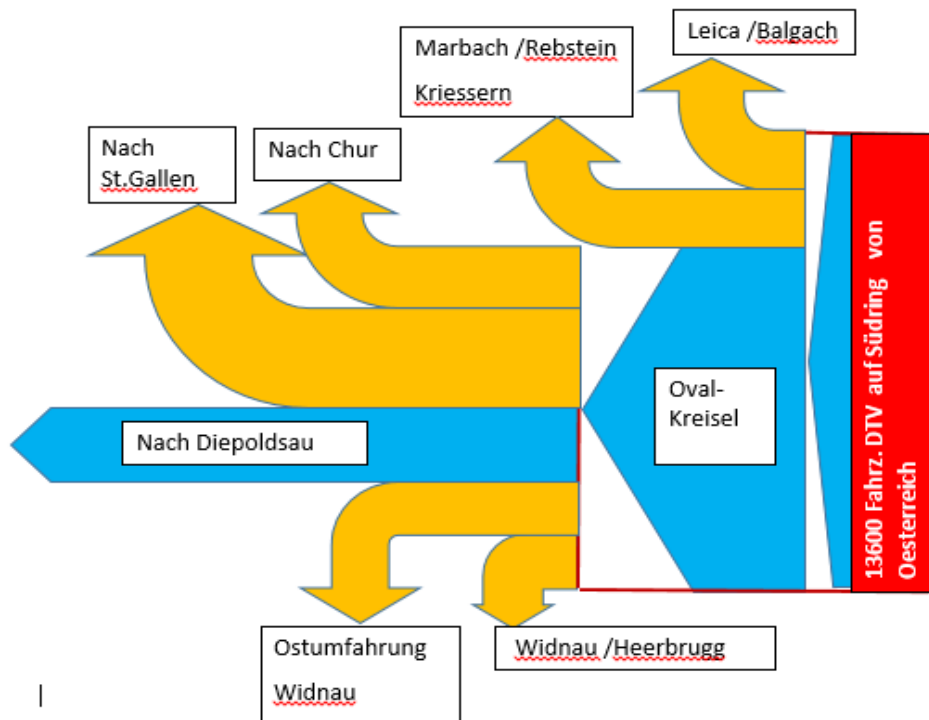 Leica /Balgach
Marbach /Rebstein
Kriessern
Nach Chur
Nach
St.Gallen
Oval-
Kreisel
Nach Diepoldsau
13600 Fahrz. DTV auf Südring von
Oesterreich
Ostumfahrung
Widnau
Widnau /Heerbrugg